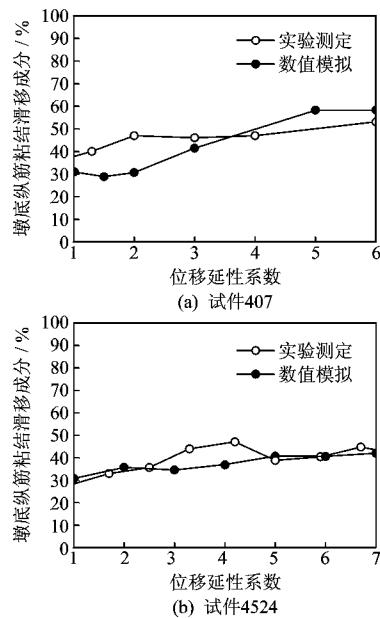 100
90
80
70
60
50
40
30
20
10
0
墩底纵筋粘结滑移成分 / %
实验测定
数值模拟
1 2 3 4 5 6
位移延性系数
(a) 试件407
100
90
80
70
60
50
40
30
20
10
0
墩底纵筋粘结滑移成分 / %
实验测定
数值模拟
1 2 3 4 5 6 7
位移延性系数
(b) 试件4524